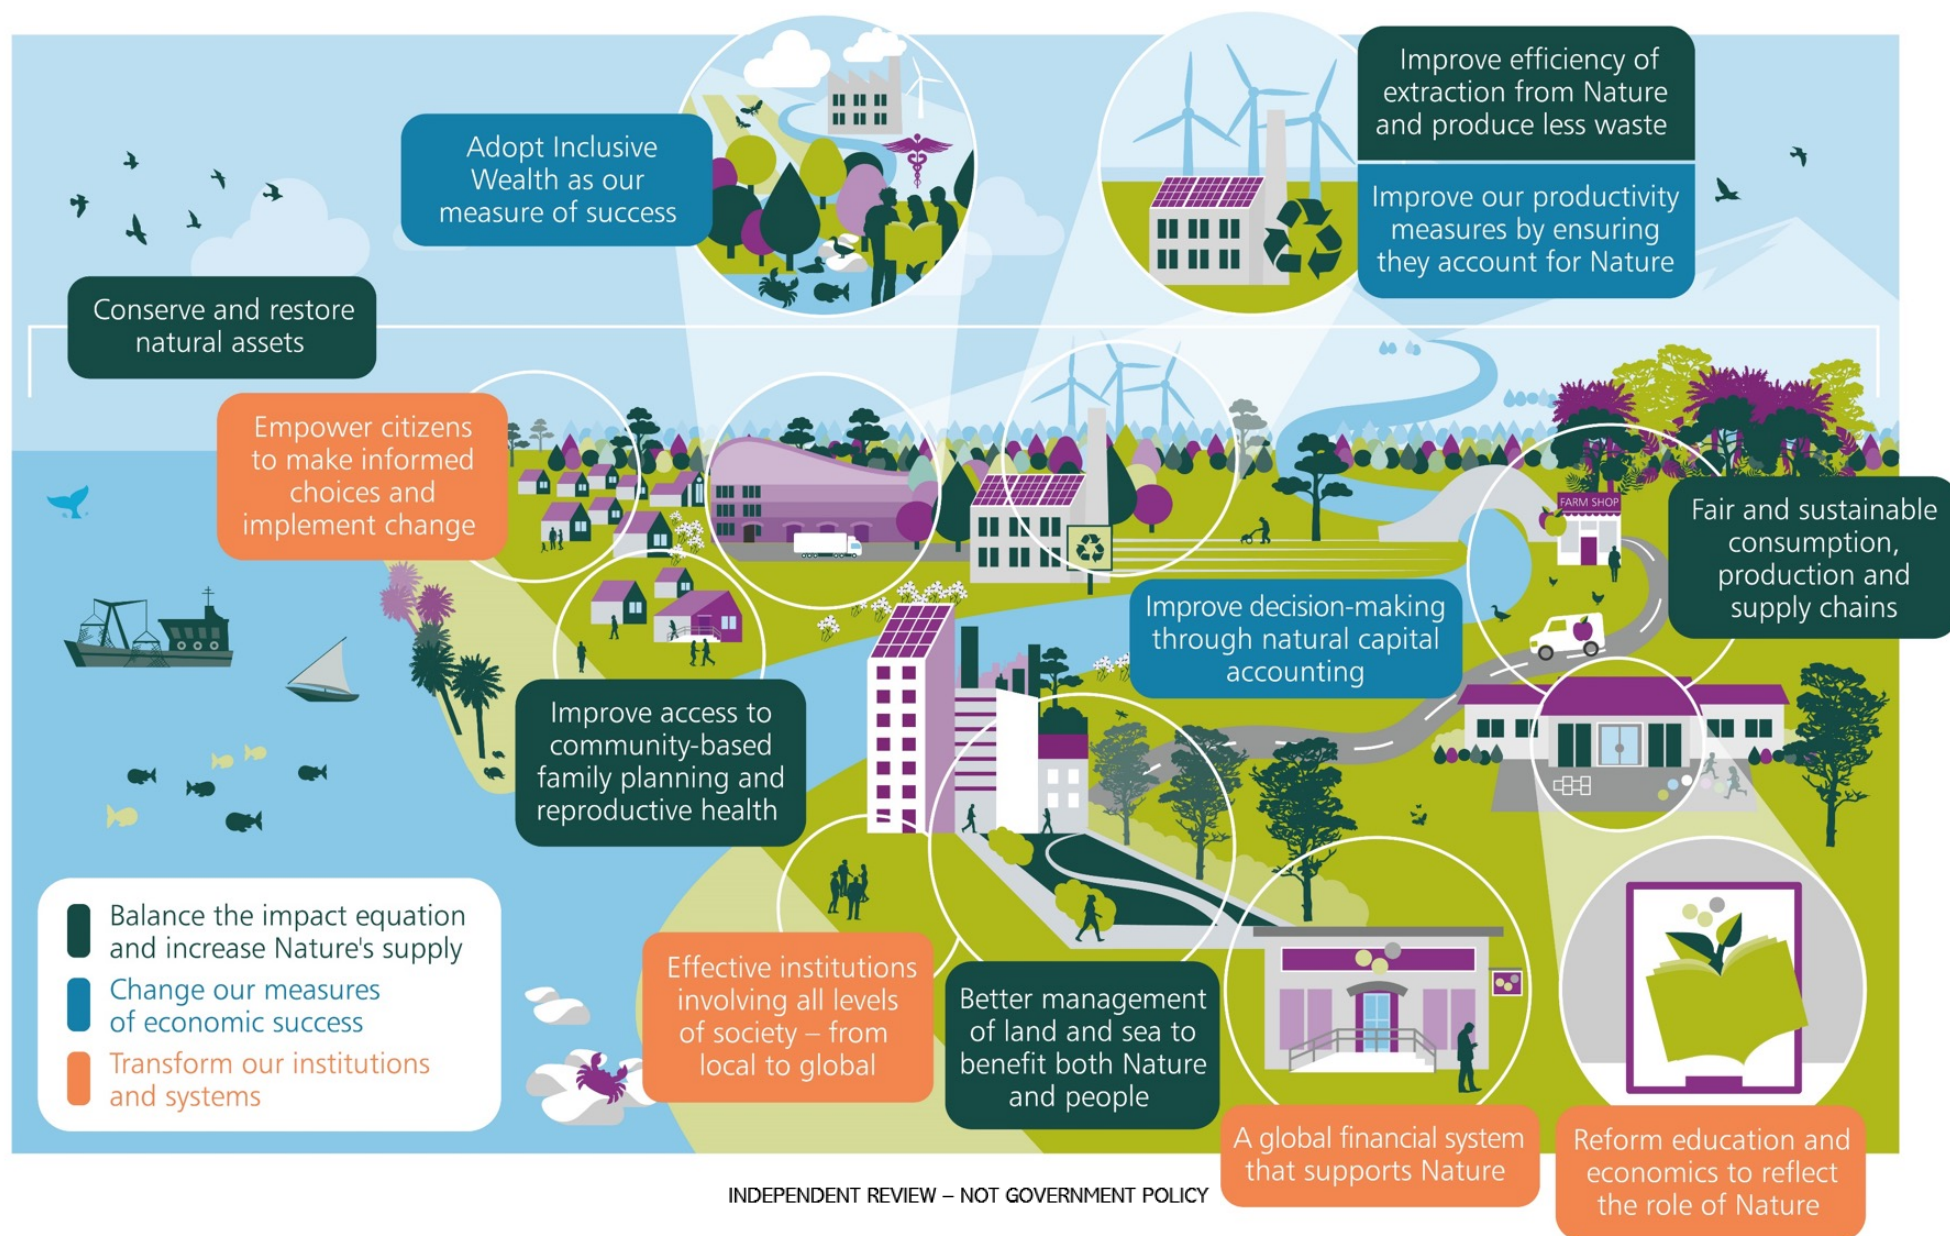 Improve efficiency of
extraction from Nature
and produce less waste
Adopt Inclusive
Wealth as our
measure of success
Improve our productivity
measures by ensuring
they account for Nature
Conserve and restore
natural assets
Empower citizens
to make informed
choices and
implement change
FARM SHOP
Fair and sustainable
consumption,
production and
supply chains
Improve decision-making
through natural capital
accounting
Improve access to
community-based
family planning and
reproductive health
Balance the impact equation
and increase Nature's supply
Change our measures
of economic success
Transform our institutions
and systems
Effective institutions
involving all levels
of society – from
local to global
Better management
of land and sea to
benefit both Nature
and people
A global financial system
that supports Nature
Reform education and
economics to reflect
the role of Nature
INDEPENDENT REVIEW – NOT GOVERNMENT POLICY